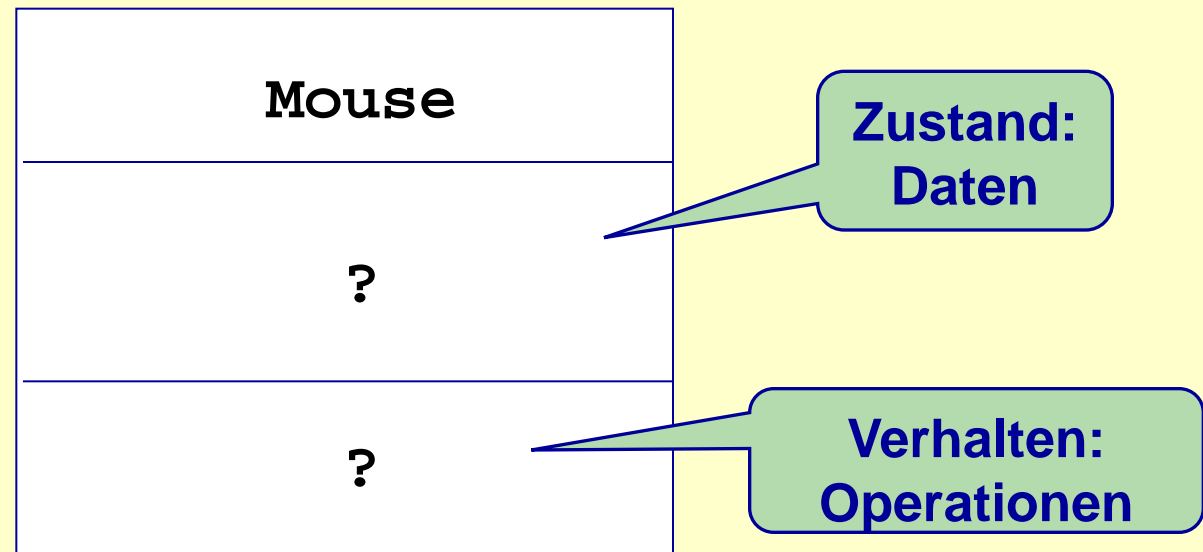 Mouse
Zustand:
Daten
?
Verhalten:
Operationen
?